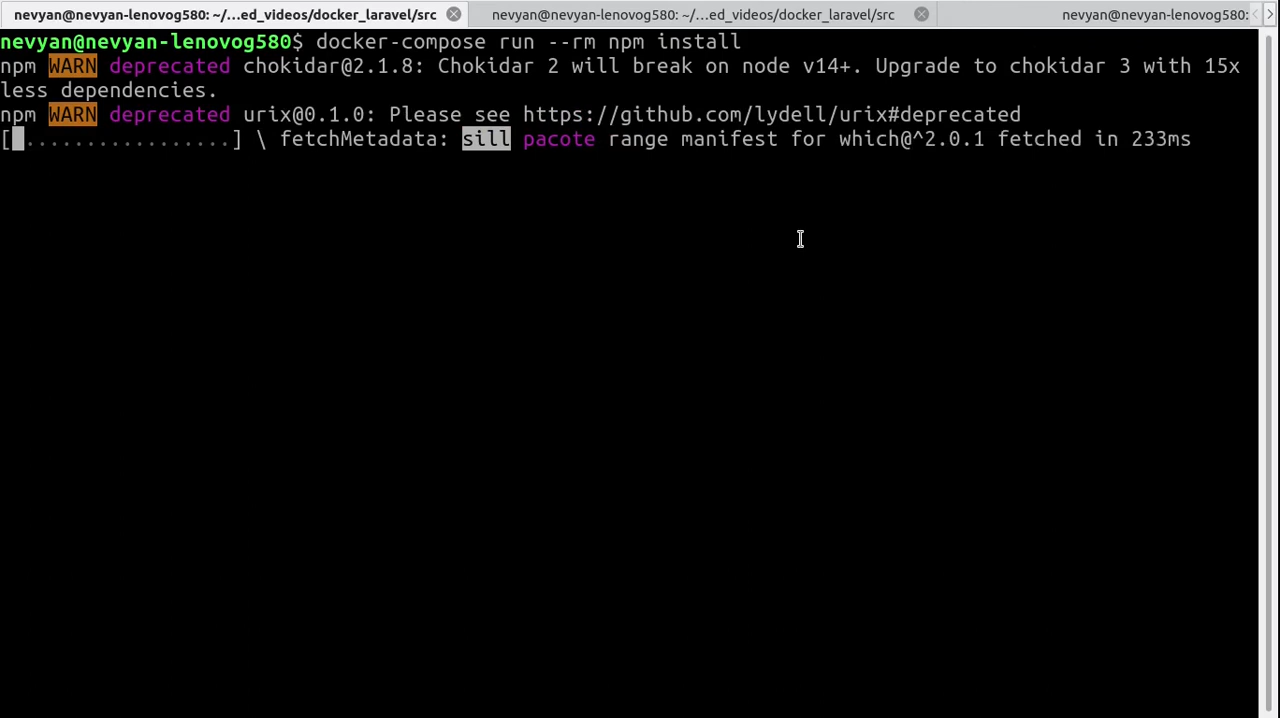 nevyan@nevyan-lenovog580: ~/...ed_videos/docker_laravel/src nevyan@nevyan-lenovog580: ~/...ed_videos/docker_laravel/src nevyan@nevyan-lenovog580:
nevyan@nevyan-lenovog580$ docker-compose run --rm npm install
npm WARN deprecated chokidar@2.1.8: Chokidar 2 will break on node v14+. Upgrade to chokidar 3 with 15x
less dependencies.
npm WARN deprecated urix@0.1.0: Please see https://github.com/lydell/urix#deprecated
[ .................] \ fetchMetadata: sill pacote range manifest for which@^2.0.1 fetched in 233ms